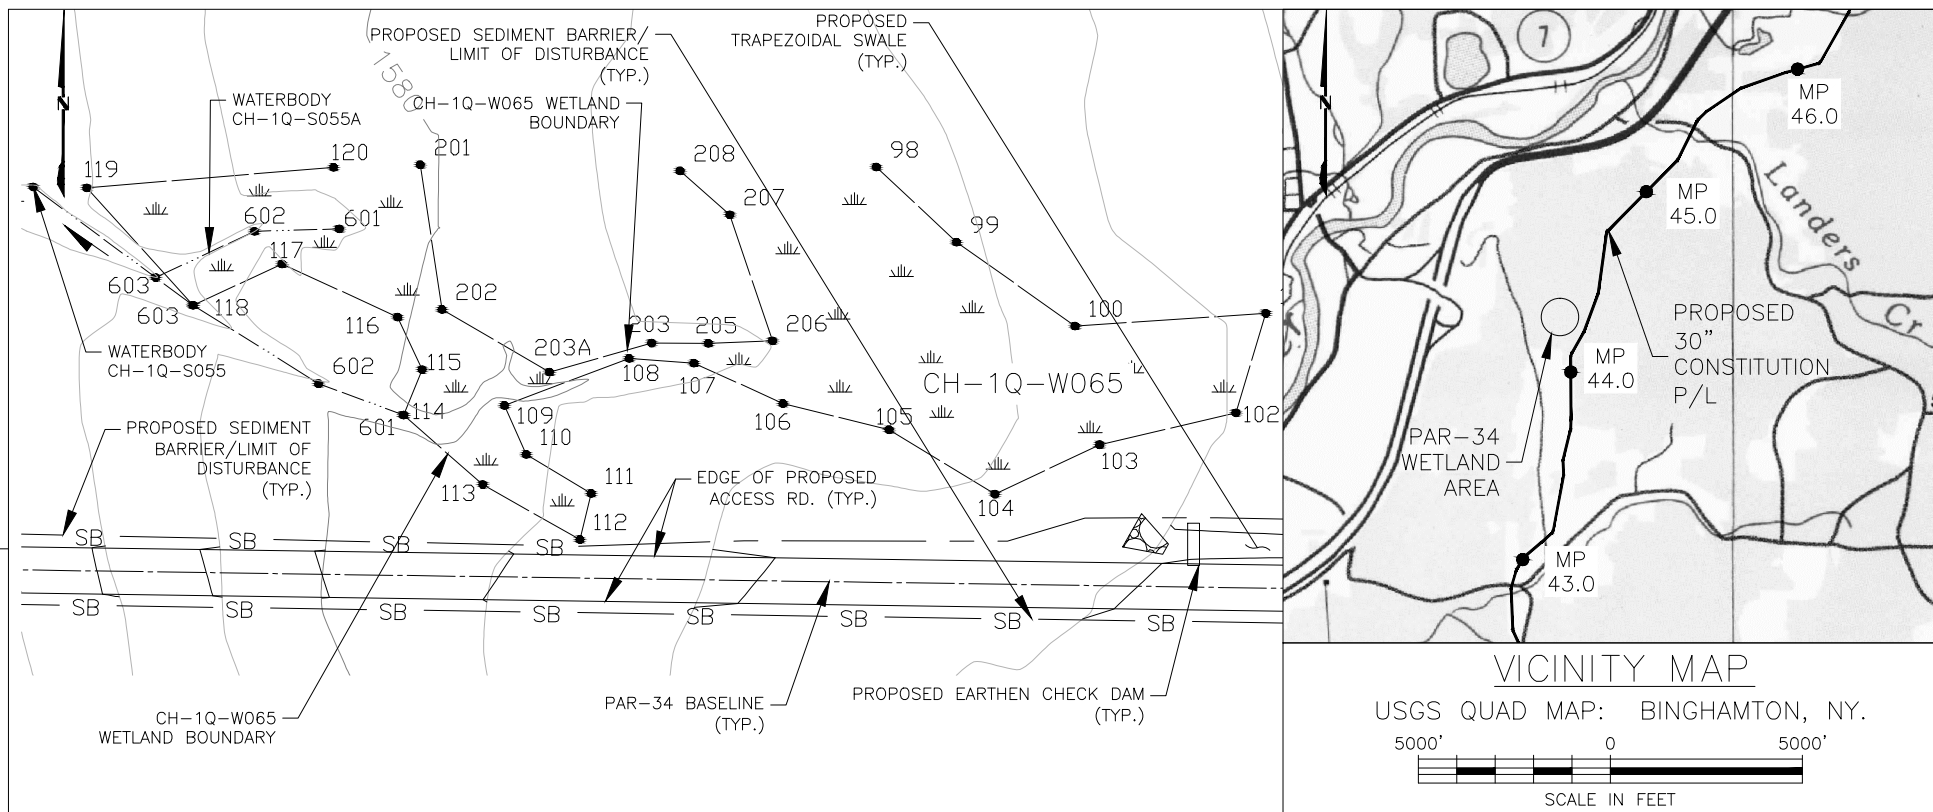 PROPOSED SEDIMENT BARRIER/
LIMIT OF DISTURBANCE
(TYP.)
PROPOSED
TRAPEZOIDAL SWALE
(TYP.)
1580
N
WATERBODY
CH-1Q-S055A
CH-1Q-W065 WETLAND
BOUNDARY
119
120
201
208
98
207
602
601
117
99
603
603
118
202
116
203
205
206
100
203A
WATERBODY
CH-1Q-S055
115
108
107
CH-1Q-W065
602
109
114
601
106
105
102
110
103
PROPOSED SEDIMENT
BARRIER/LIMIT OF
DISTURBANCE
(TYP.)
113
111
EDGE OF PROPOSED
ACCESS RD. (TYP.)
104
112
SB
SB
SB
SB
SB
SB
SB
SB
SB
SB
SB
SB
CH-1Q-W065
WETLAND BOUNDARY
PAR-34 BASELINE
(TYP.)
PROPOSED EARTHEN CHECK DAM
(TYP.)
7
N
MP
46.0
MP
45.0
Landers
Cr
PROPOSED
30"
CONSTITUTION
P/L
MP
44.0
PAR-34
WETLAND
AREA
MP
43.0
VICINITY MAP
USGS QUAD MAP: BINGHAMTON, NY.
5000' 0 5000'
SCALE IN FEET